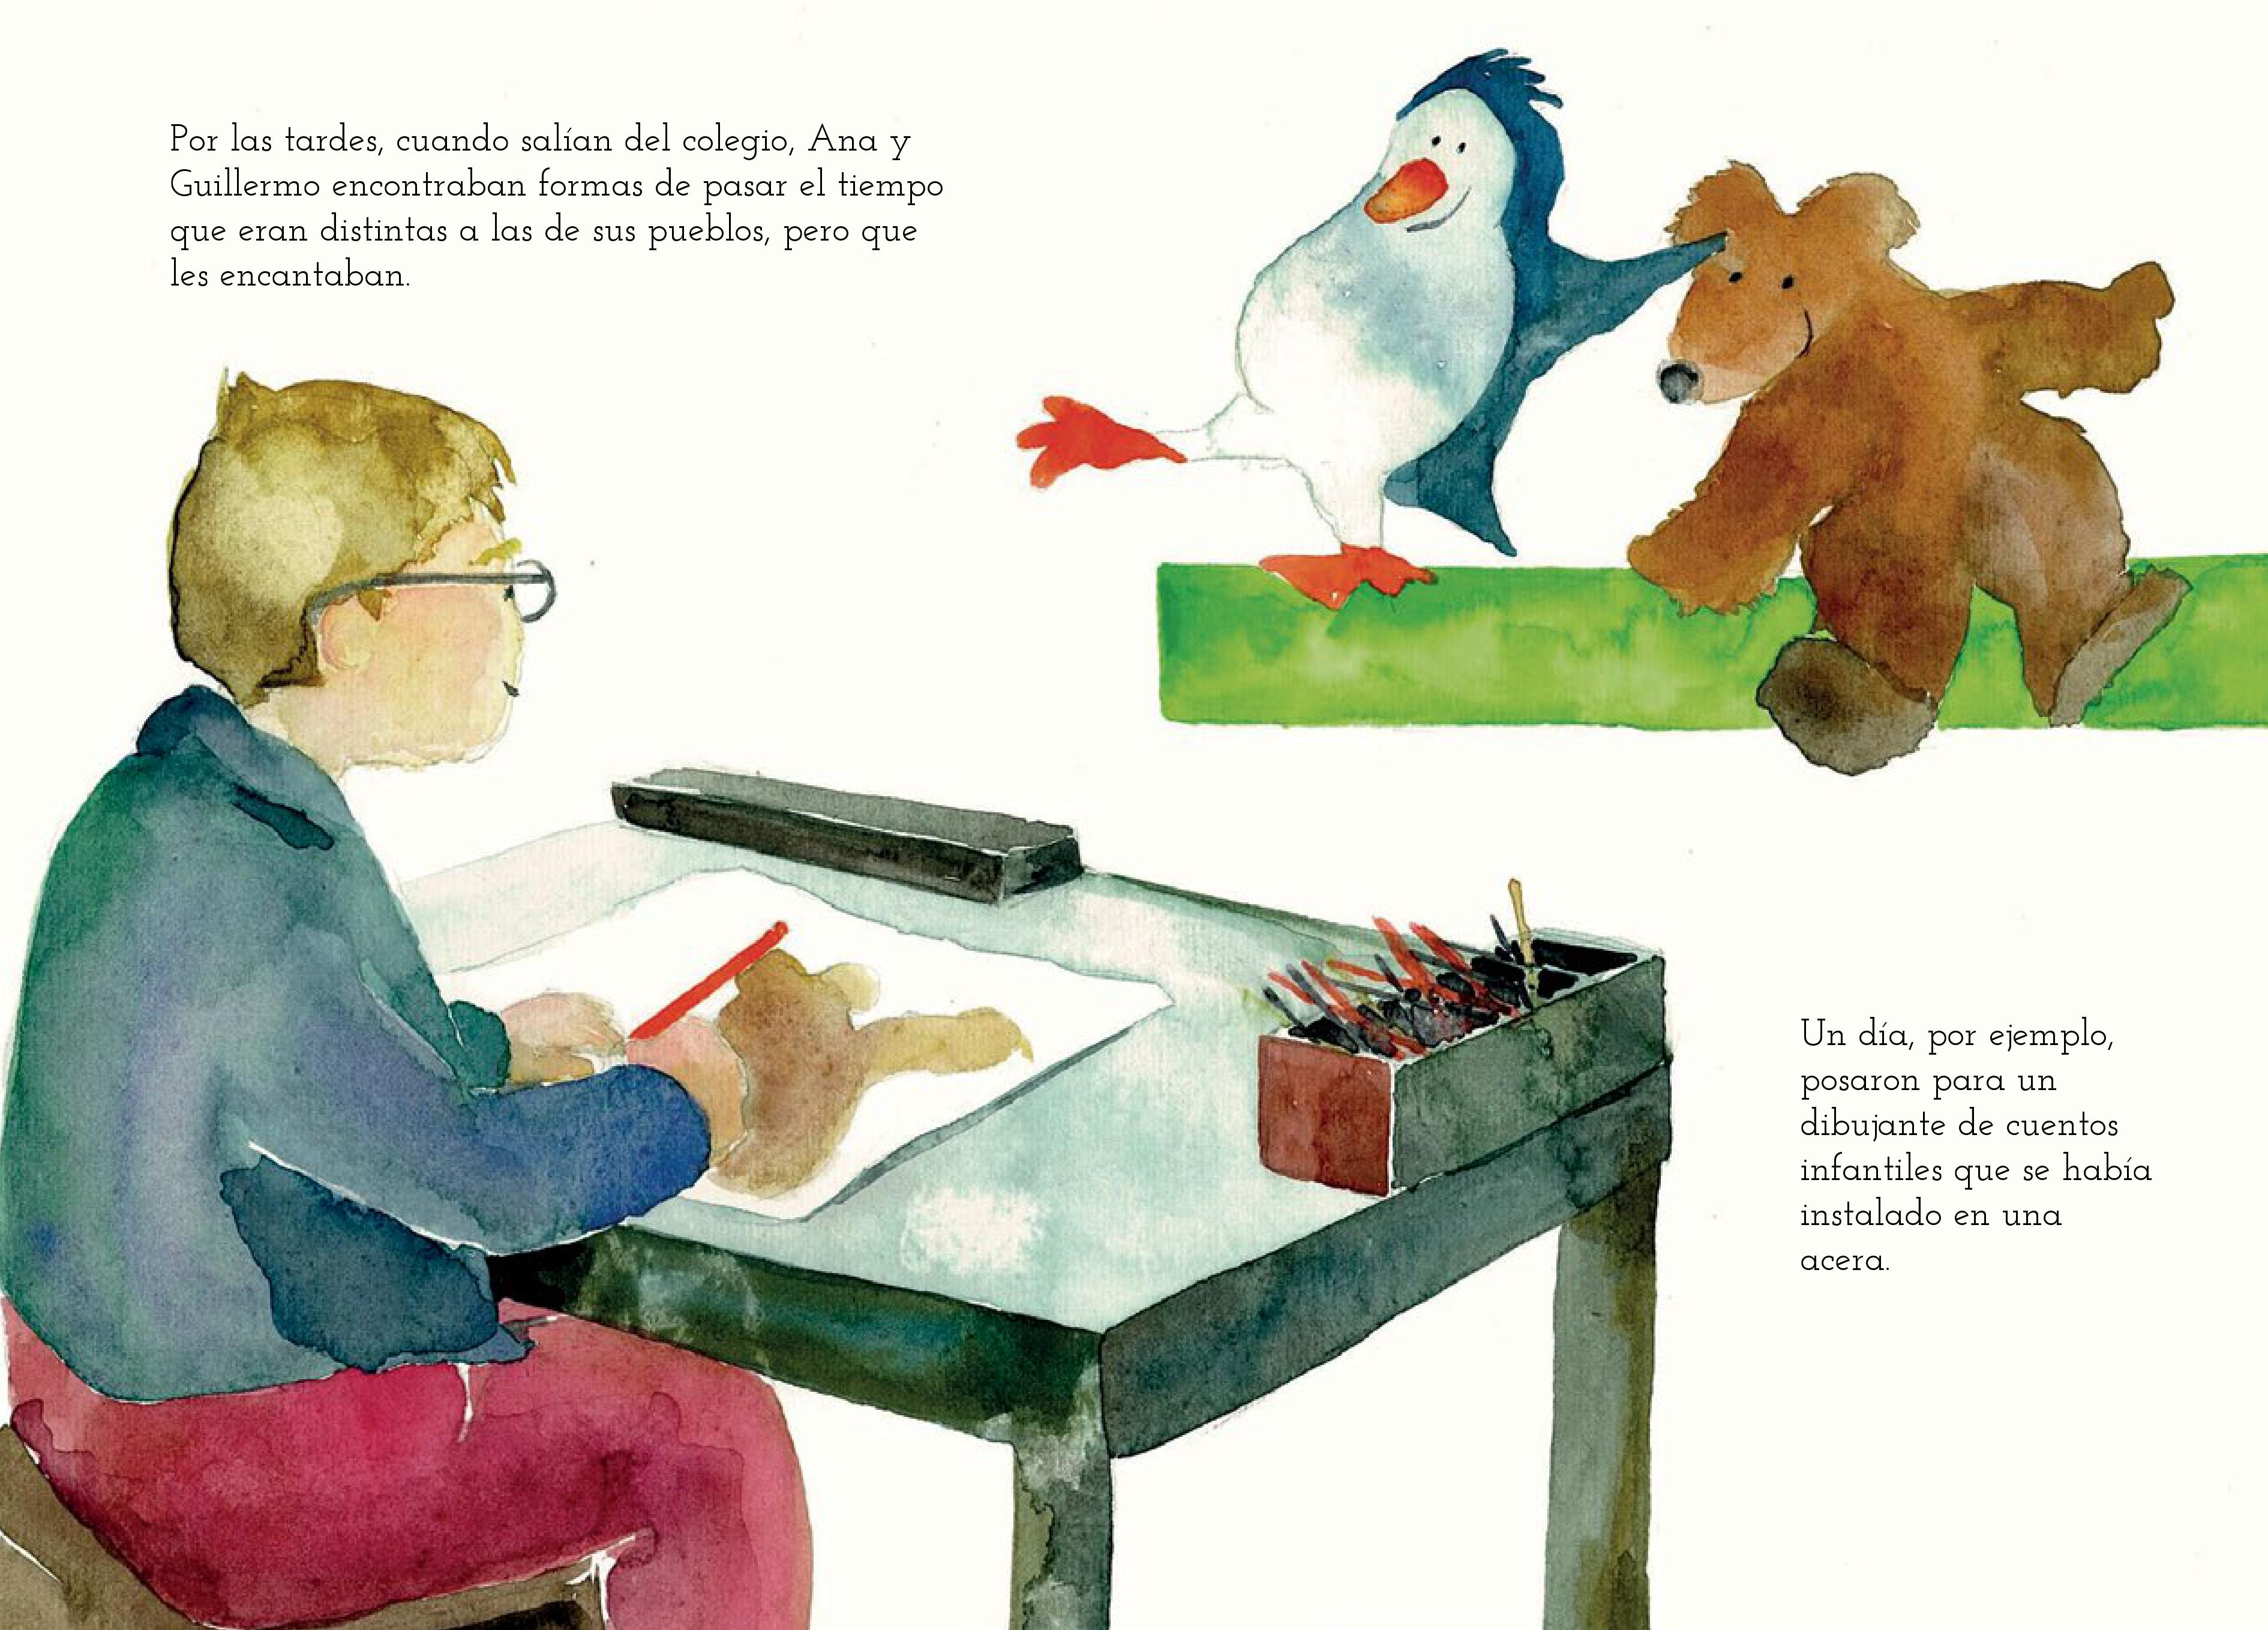 Por las tardes, cuando salían del colegio, Ana y
Guillermo encontraban formas de pasar el tiempo
que eran distintas a las de sus pueblos, pero que
les encantaban.
Un día, por ejemplo,
posaron para un
dibujante de cuentos
infantiles que se había
instalado en una
acera.